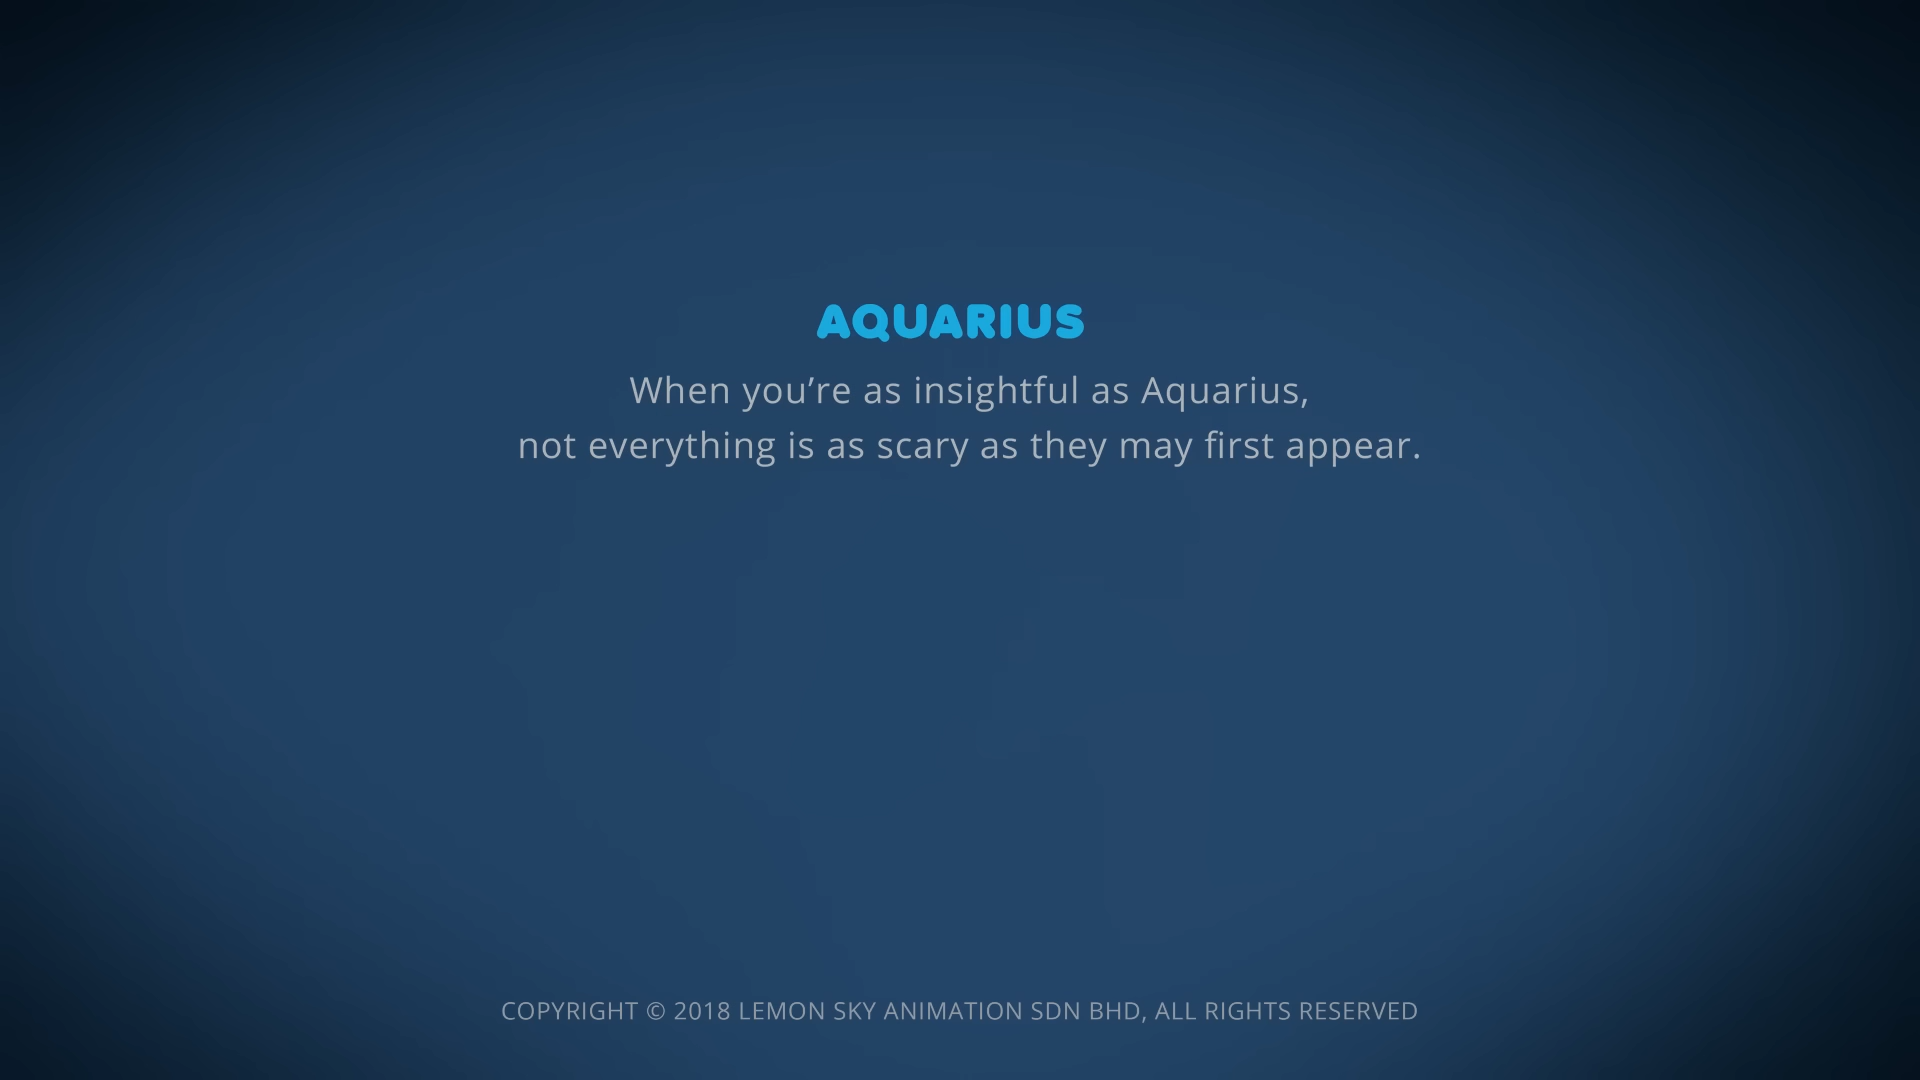 AQUARIUS
When you’re as insightful as Aquarius,
not everything is as scary as they may first appear.
COPYRIGHT © 2018 LEMON SKY ANIMATION SDN BHD, ALL RIGHTS RESERVED